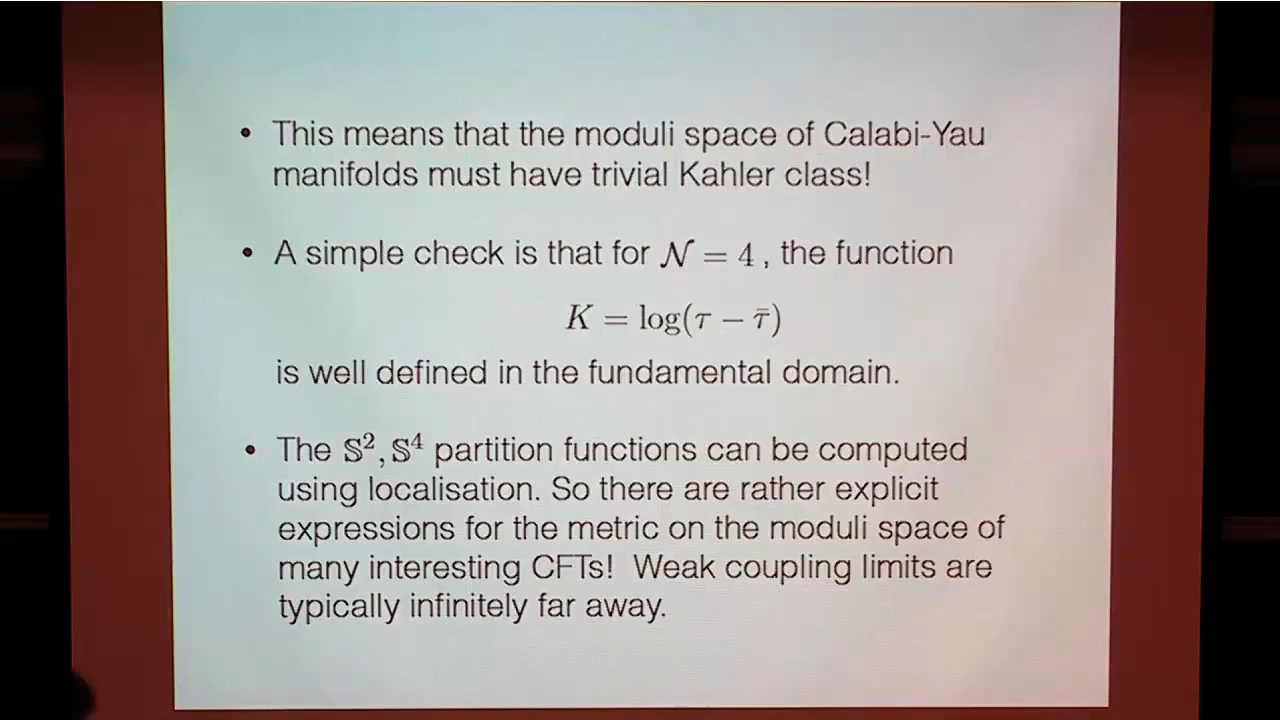 • This means that the moduli space of Calabi-Yau
manifolds must have trivial Kahler class!
• A simple check is that for 𝒩 = 4 , the function
K = log(τ − τ̄)
is well defined in the fundamental domain.
• The 𝕊², 𝕊⁴ partition functions can be computed
using localisation. So there are rather explicit
expressions for the metric on the moduli space of
many interesting CFTs! Weak coupling limits are
typically infinitely far away.